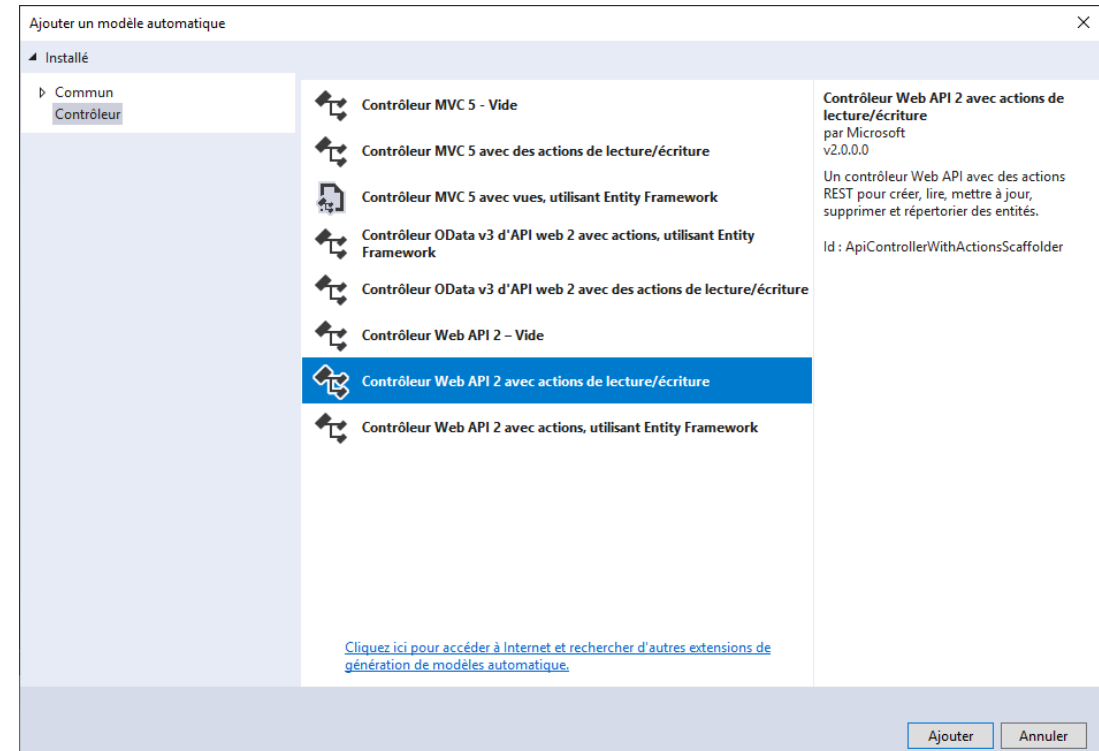 Ajouter un modèle automatique
Installé
Commun
Contrôleur
Contrôleur MVC 5 - Vide
Contrôleur MVC 5 avec des actions de lecture/écriture
Contrôleur MVC 5 avec vues, utilisant Entity Framework
Contrôleur OData v3 d'API web 2 avec actions, utilisant Entity
Framework
Contrôleur OData v3 d'API web 2 avec des actions de lecture/écriture
Contrôleur Web API 2 – Vide
Contrôleur Web API 2 avec actions de lecture/écriture
Contrôleur Web API 2 avec actions, utilisant Entity Framework
Cliquez ici pour accéder à Internet et rechercher d'autres extensions de
génération de modèles automatique.
Contrôleur Web API 2 avec actions de
lecture/écriture
par Microsoft
v2.0.0.0
Un contrôleur Web API avec des actions
REST pour créer, lire, mettre à jour,
supprimer et répertorier des entités.
Id : ApiControllerWithActionsScaffolder
Ajouter
Annuler